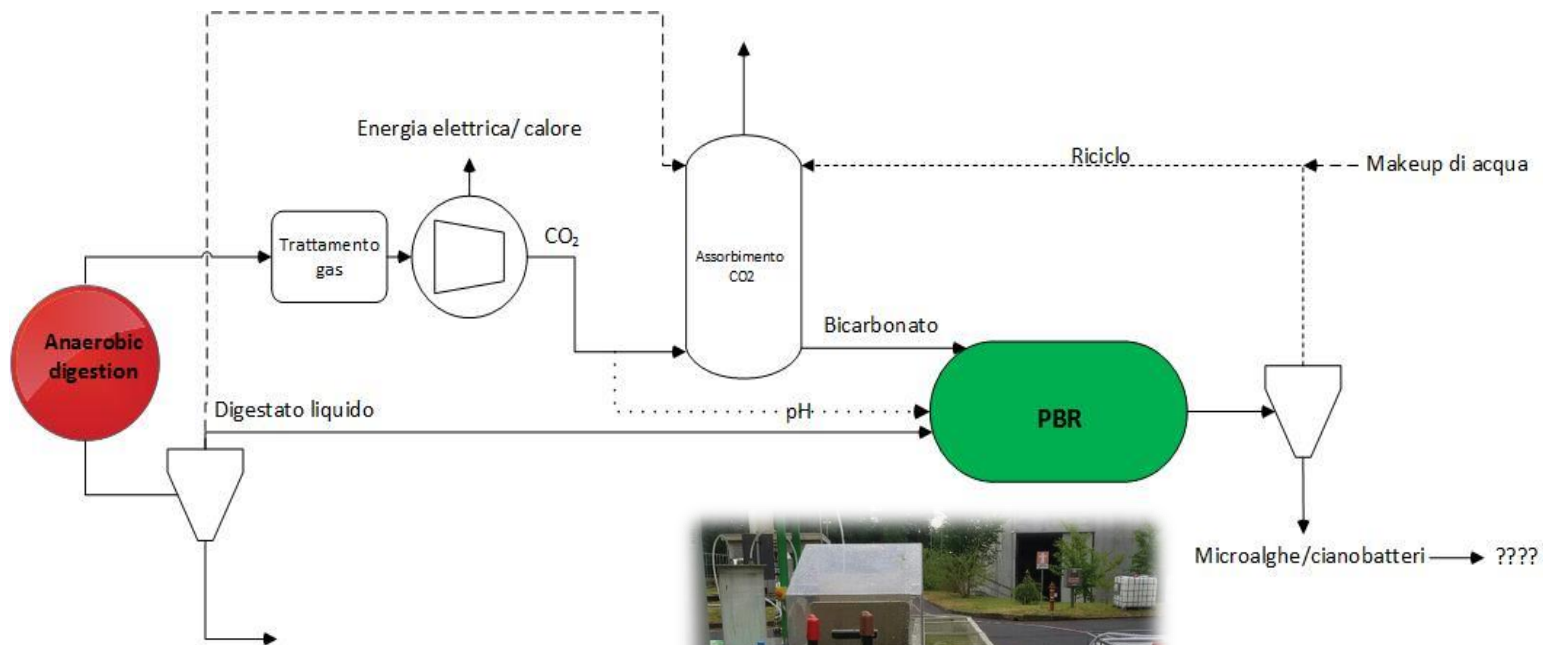 Energia elettrica/ calore
Riciclo
Makeup di acqua
Trattamento
gas
CO₂
Assorbimento
CO2
Bicarbonato
Anaerobic
digestion
Digestato liquido
pH
PBR
Microalghe/cianobatteri
????